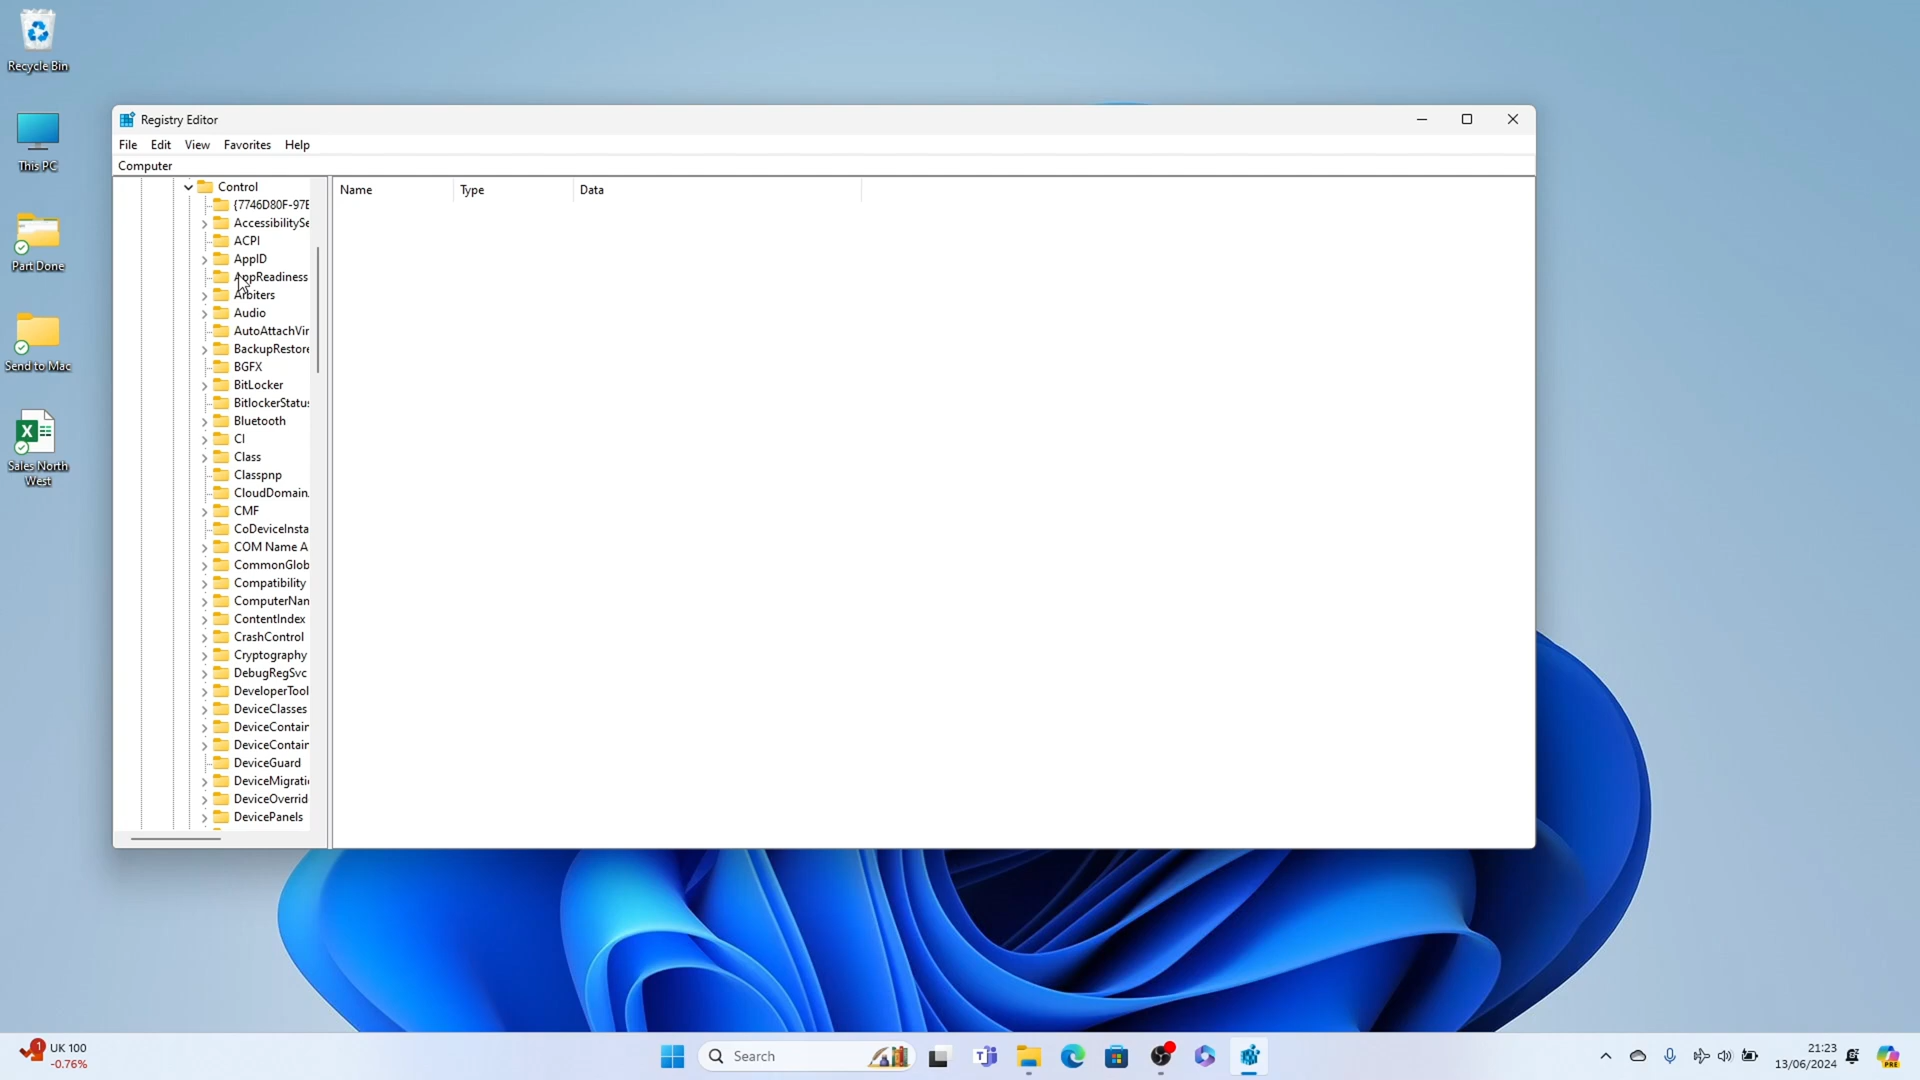 Recycle Bin
This PC
Part Done
Send to Mac
Sales North
West
Registry Editor
File Edit View Favorites Help
Computer
Control
{7746D80F-97E
AccessibilitySe
ACPI
AppID
AppReadiness
Arbiters
Audio
AutoAttachVir
BackupRestore
BGFX
BitLocker
BitlockerStatus
Bluetooth
CI
Class
Classpnp
CloudDomain.
CMF
CoDeviceInsta
COM Name A
CommonGlob
Compatibility
ComputerNan
ContentIndex
CrashControl
Cryptography
DebugRegSvc
DeveloperTool
DeviceClasses
DeviceContair
DeviceContair
DeviceGuard
DeviceMigrati
DeviceOverrid
DevicePanels
Name Type Data
1
UK 100
-0.76%
Search
21:23
13/06/2024
PRE